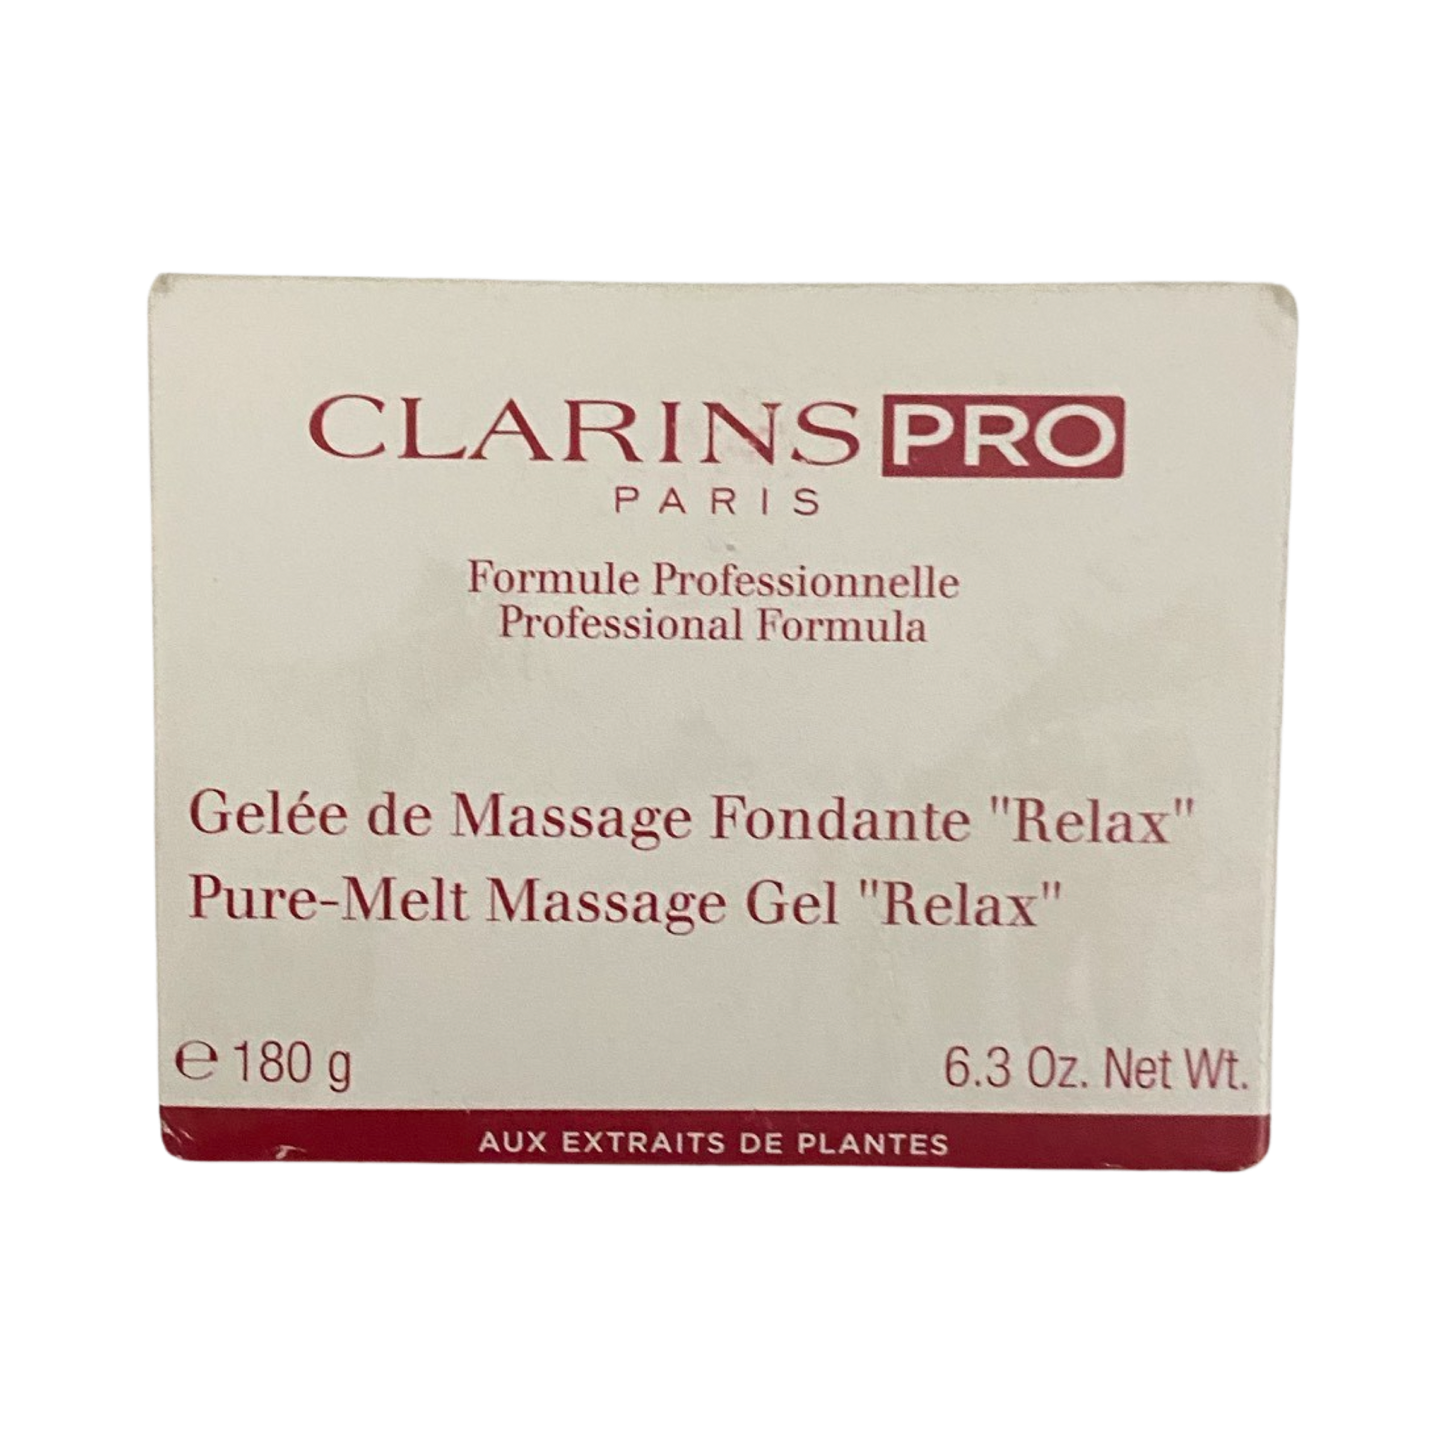 CLARINS PRO
PARIS
Formule Professionnelle
Professional Formula
Gelée de Massage Fondante "Relax"
Pure-Melt Massage Gel "Relax"
℮ 180 g
6.3 Oz. Net Wt.
AUX EXTRAITS DE PLANTES